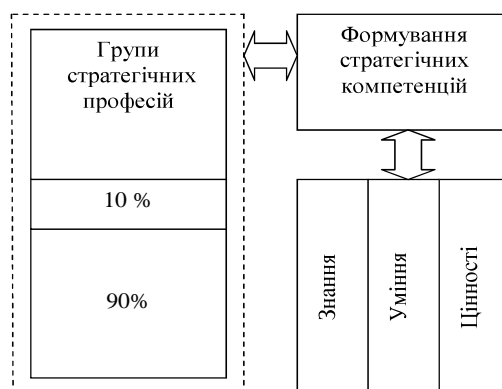 Групи
стратегічних
професій
10 %
90%
Формування
стратегічних
компетенцій
Знання
Уміння
Цінності